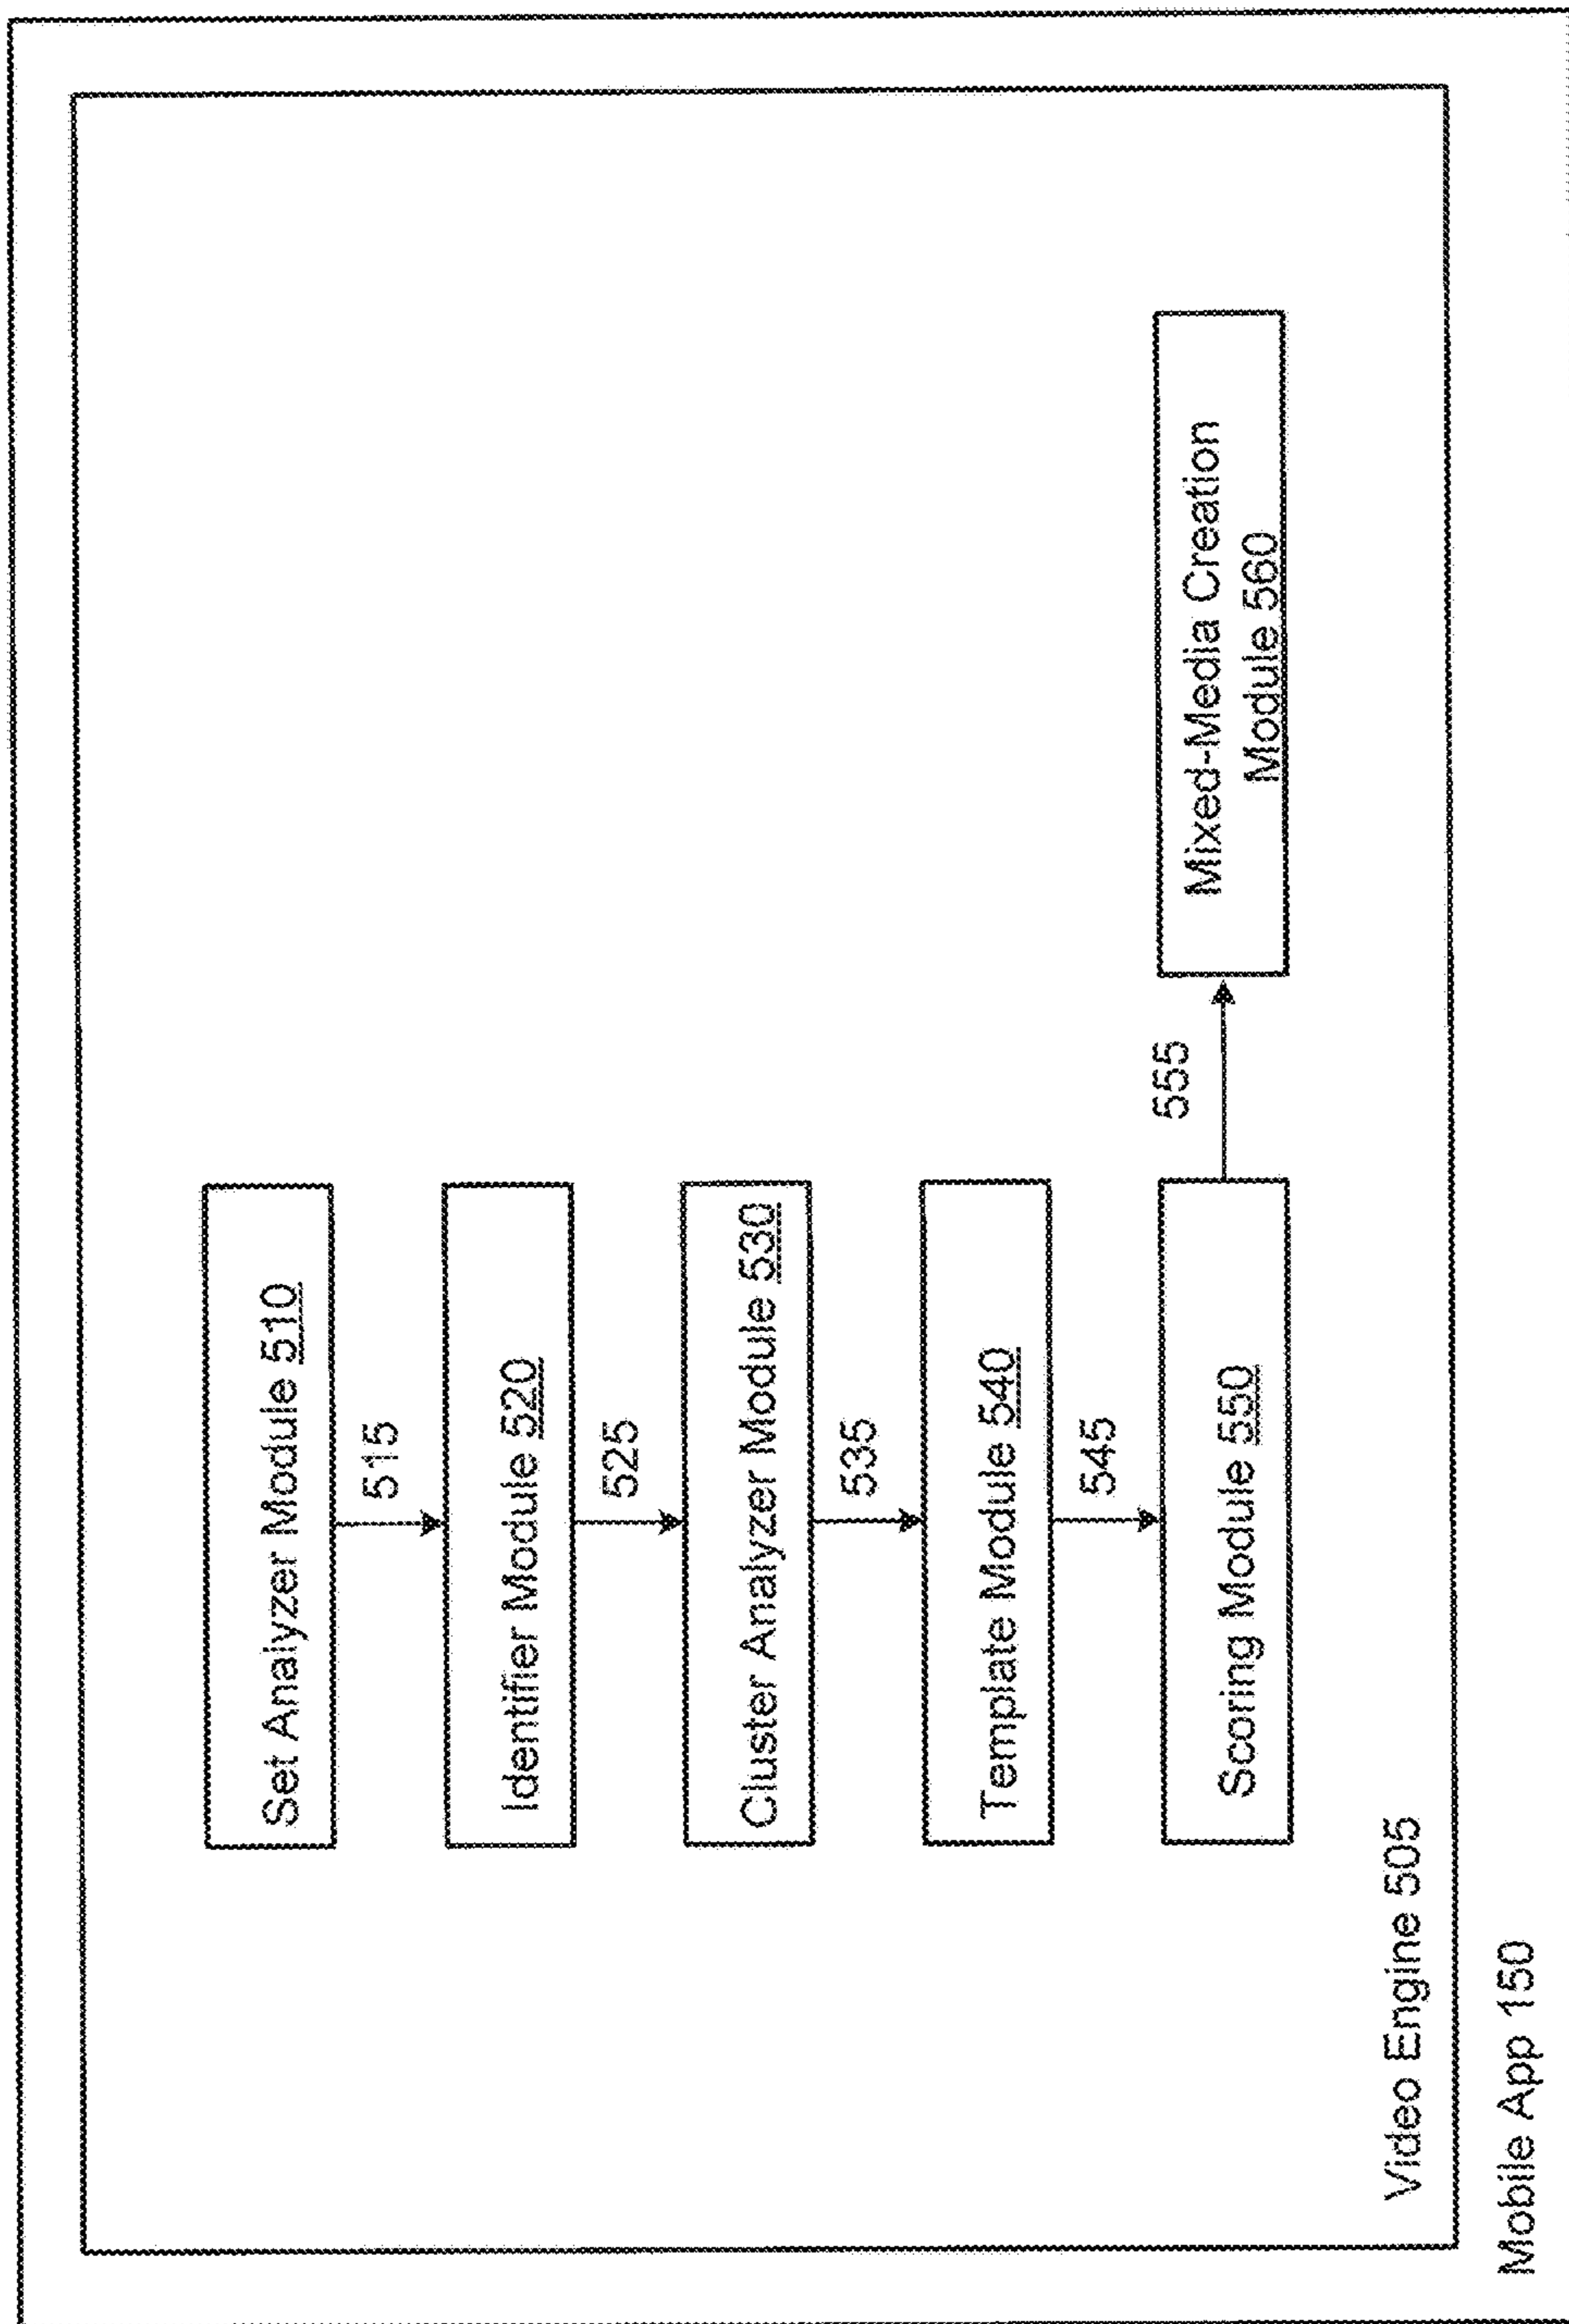 Set Analyzer Module 510
515
Identifier Module 520
525
Cluster Analyzer Module 530
535
Template Module 540
545
Scoring Module 550
555
Mixed-Media Creation
Module 560
Video Engine 505
Mobile App 150